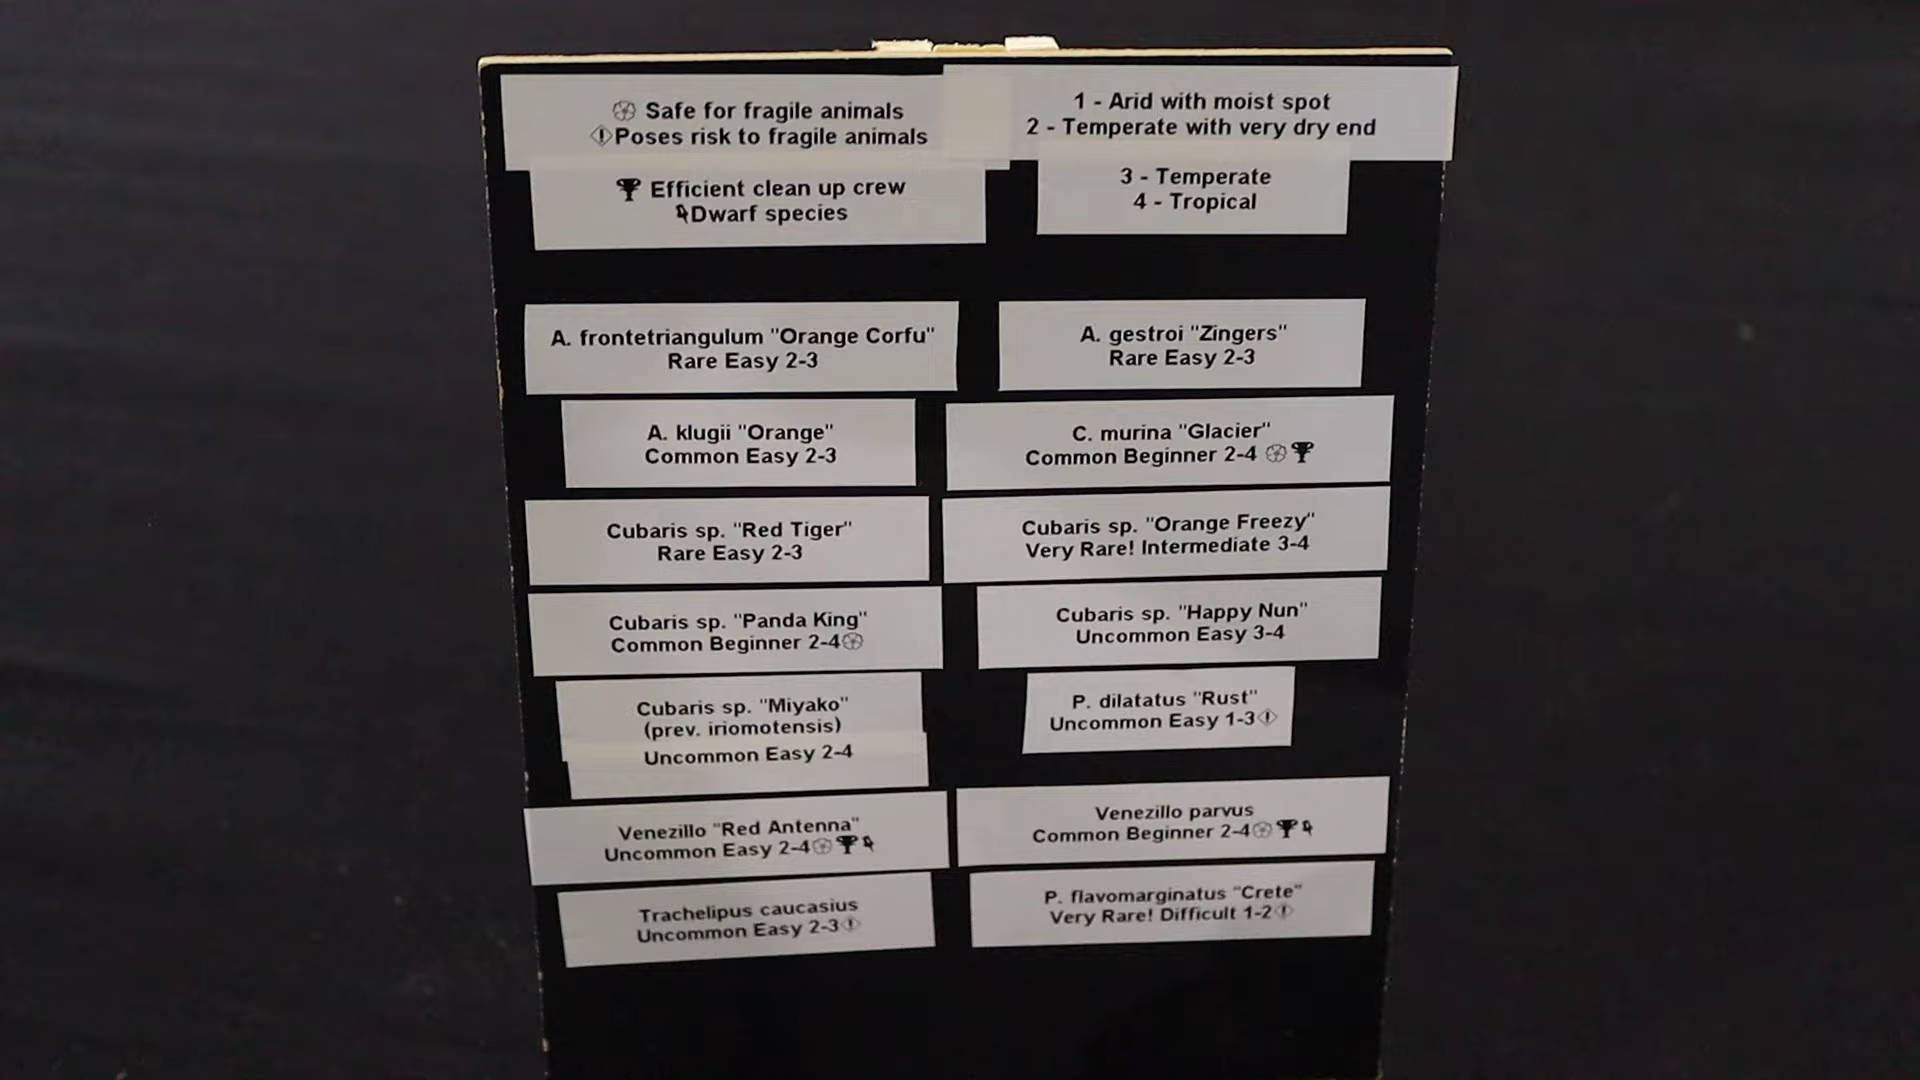 🏵 Safe for fragile animals
⚠Poses risk to fragile animals
🏆 Efficient clean up crew
Dwarf species
1 - Arid with moist spot
2 - Temperate with very dry end
3 - Temperate
4 - Tropical
A. frontetriangulum "Orange Corfu"
Rare Easy 2-3
A. gestroi "Zingers"
Rare Easy 2-3
A. klugii "Orange"
Common Easy 2-3
C. murina "Glacier"
Common Beginner 2-4 🏵🏆
Cubaris sp. "Red Tiger"
Rare Easy 2-3
Cubaris sp. "Orange Freezy"
Very Rare! Intermediate 3-4
Cubaris sp. "Panda King"
Common Beginner 2-4🏵
Cubaris sp. "Happy Nun"
Uncommon Easy 3-4
Cubaris sp. "Miyako"
(prev. iriomotensis)
Uncommon Easy 2-4
P. dilatatus "Rust"
Uncommon Easy 1-3⚠
Venezillo "Red Antenna"
Uncommon Easy 2-4🏵🏆
Venezillo parvus
Common Beginner 2-4🏵🏆
Trachelipus caucasius
Uncommon Easy 2-3⚠
P. flavomarginatus "Crete"
Very Rare! Difficult 1-2⚠